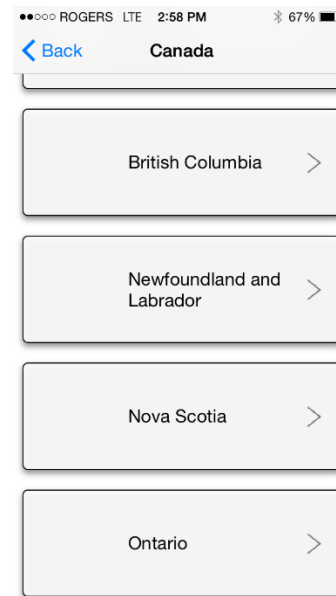 ROGERS LTE 2:58 PM 67%
Back Canada
British Columbia
Newfoundland and
Labrador
Nova Scotia
Ontario